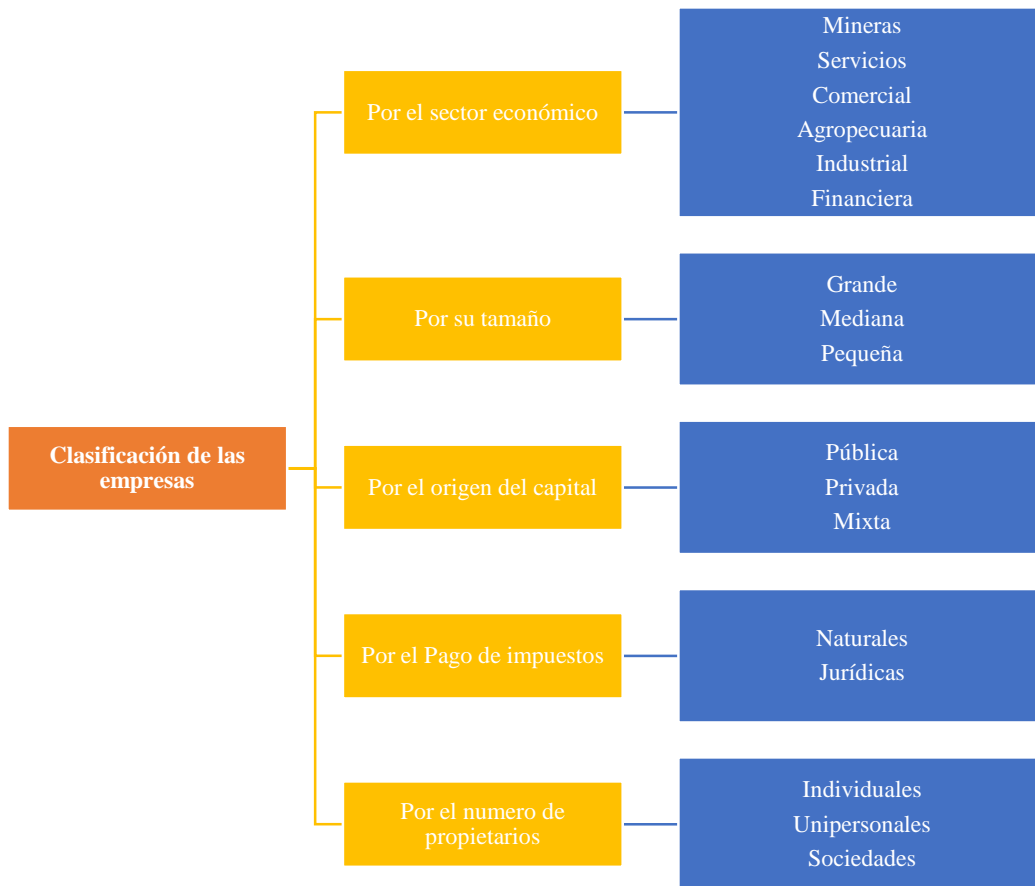 Clasificación de las
empresas
Por el sector económico
Mineras
Servicios
Comercial
Agropecuaria
Industrial
Financiera
Por su tamaño
Grande
Mediana
Pequeña
Por el origen del capital
Pública
Privada
Mixta
Por el Pago de impuestos
Naturales
Jurídicas
Por el numero de
propietarios
Individuales
Unipersonales
Sociedades